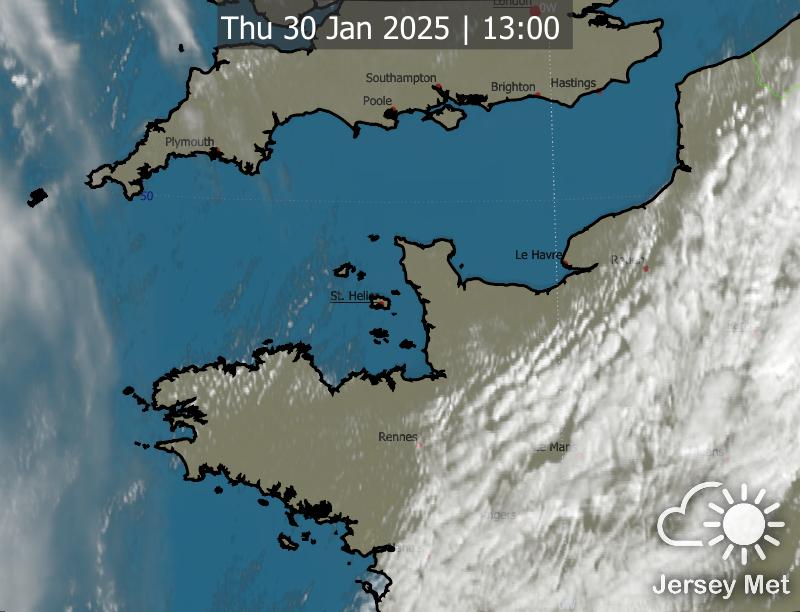 London
0W
Thu 30 Jan 2025 | 13:00
Southampton
Brighton
Hastings
Poole
Plymouth
50
Le Havre
St. Helier
Rennes
Le Mans
Jersey Met